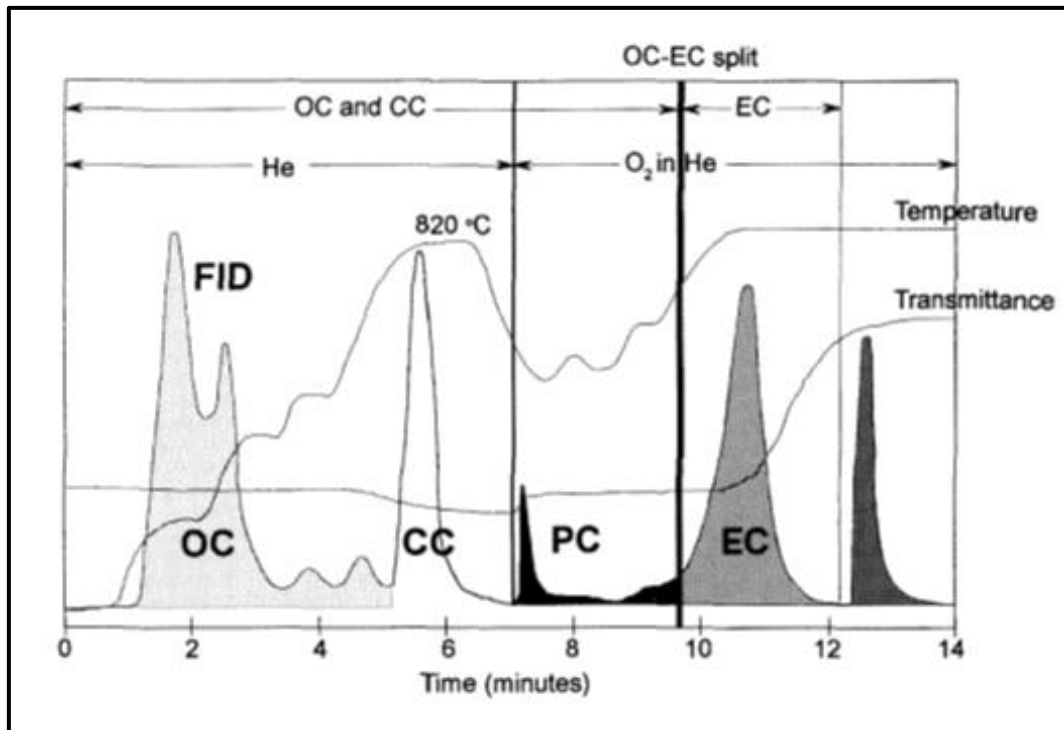 OC-EC split
OC and CC
EC
He
O₂ in He
820 °C
Temperature
FID
Transmittance
OC
CC
PC
EC
0 2 4 6 8 10 12 14
Time (minutes)